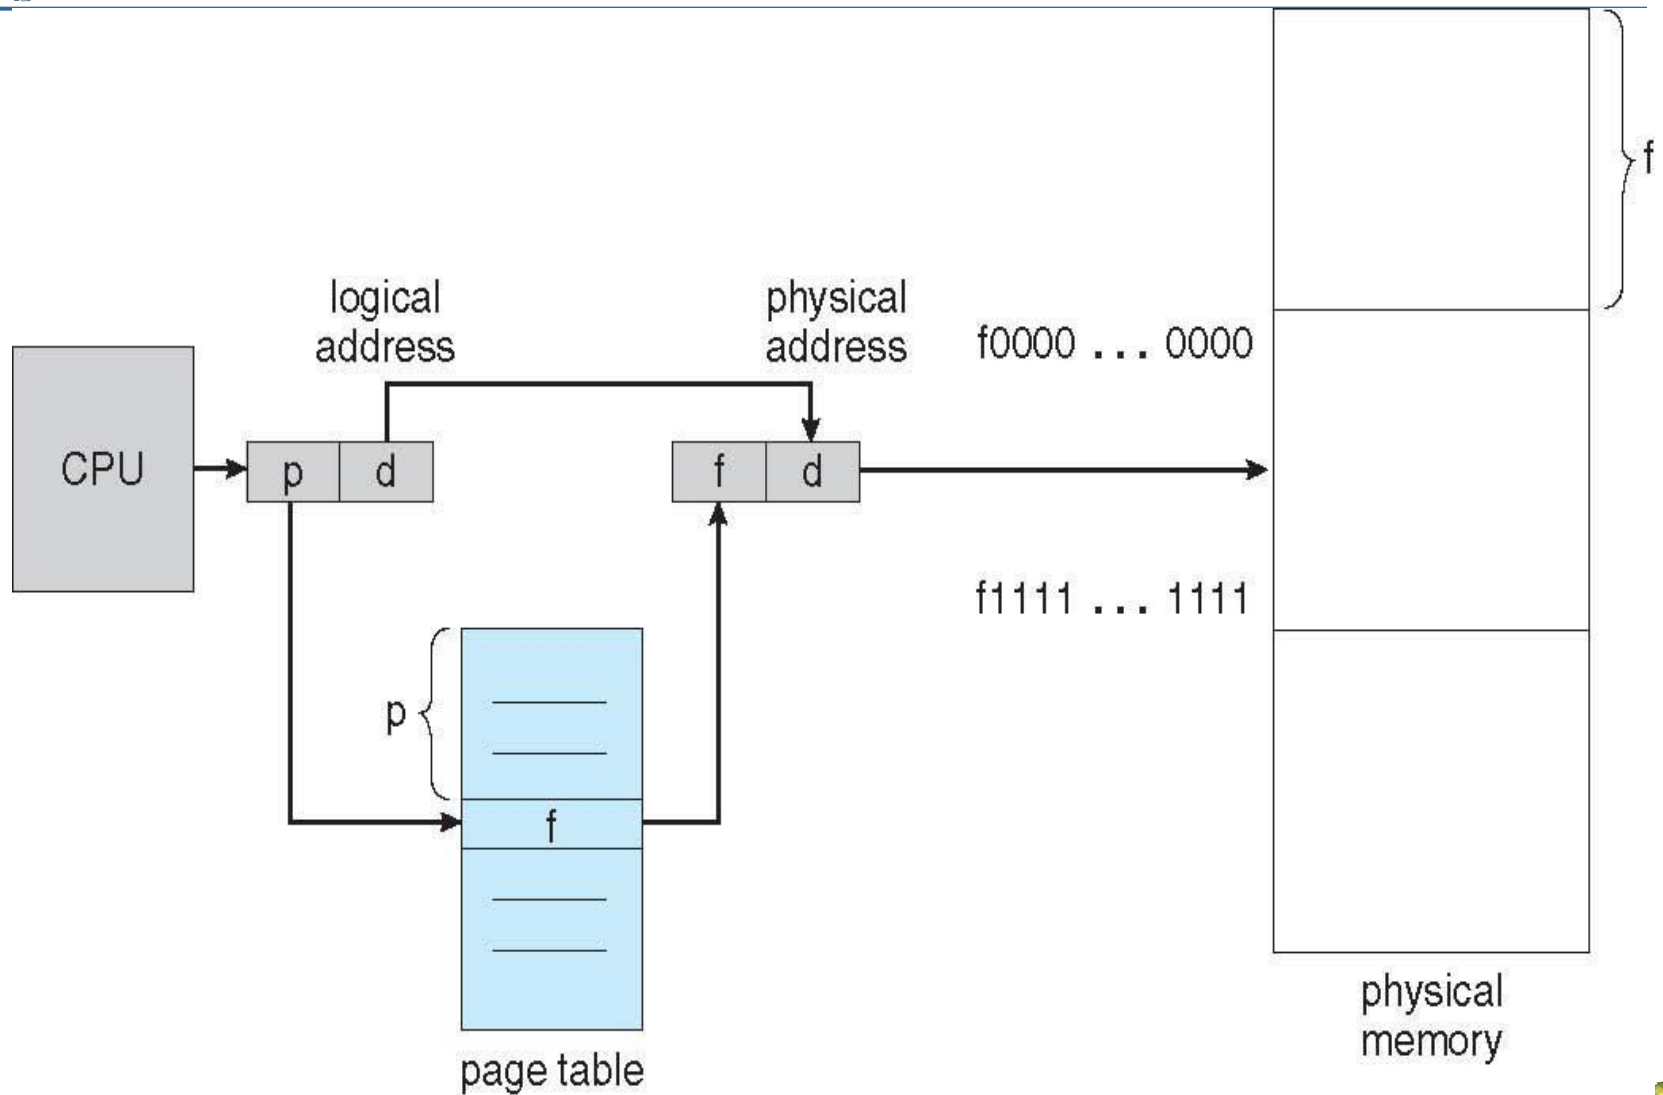 f
logical
address
physical
address
f0000 ... 0000
CPU
p
d
f
d
f1111 ... 1111
p
f
page table
physical
memory